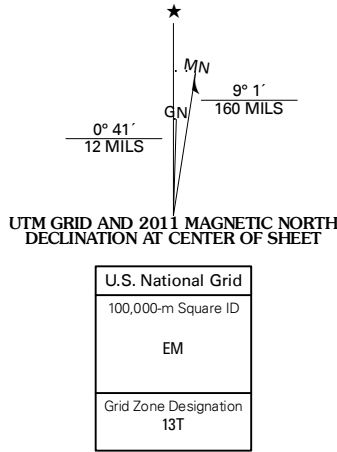 ★
MN
GN
9° 1´
160 MILS
0° 41´
12 MILS
UTM GRID AND 2011 MAGNETIC NORTH
DECLINATION AT CENTER OF SHEET
U.S. National Grid
100,000-m Square ID
EM
Grid Zone Designation
13T